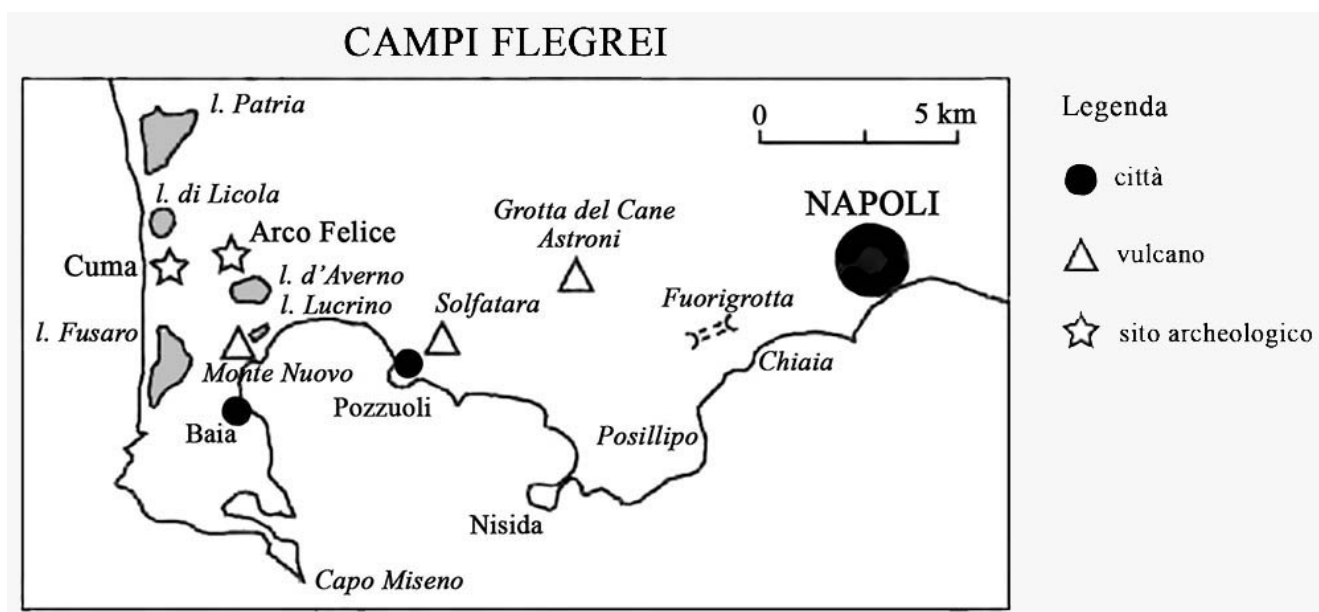 CAMPI FLEGREI
l. Patria
0 5 km
l. di Licola
Arco Felice
Cuma
Grotta del Cane
Astroni
NAPOLI
l. d'Averno
l. Lucrino
l. Fusaro
Solfatara
Fuorigrotta
Monte Nuovo
Chiaia
Pozzuoli
Baia
Posillipo
Nisida
Capo Miseno
Legenda
città
vulcano
sito archeologico